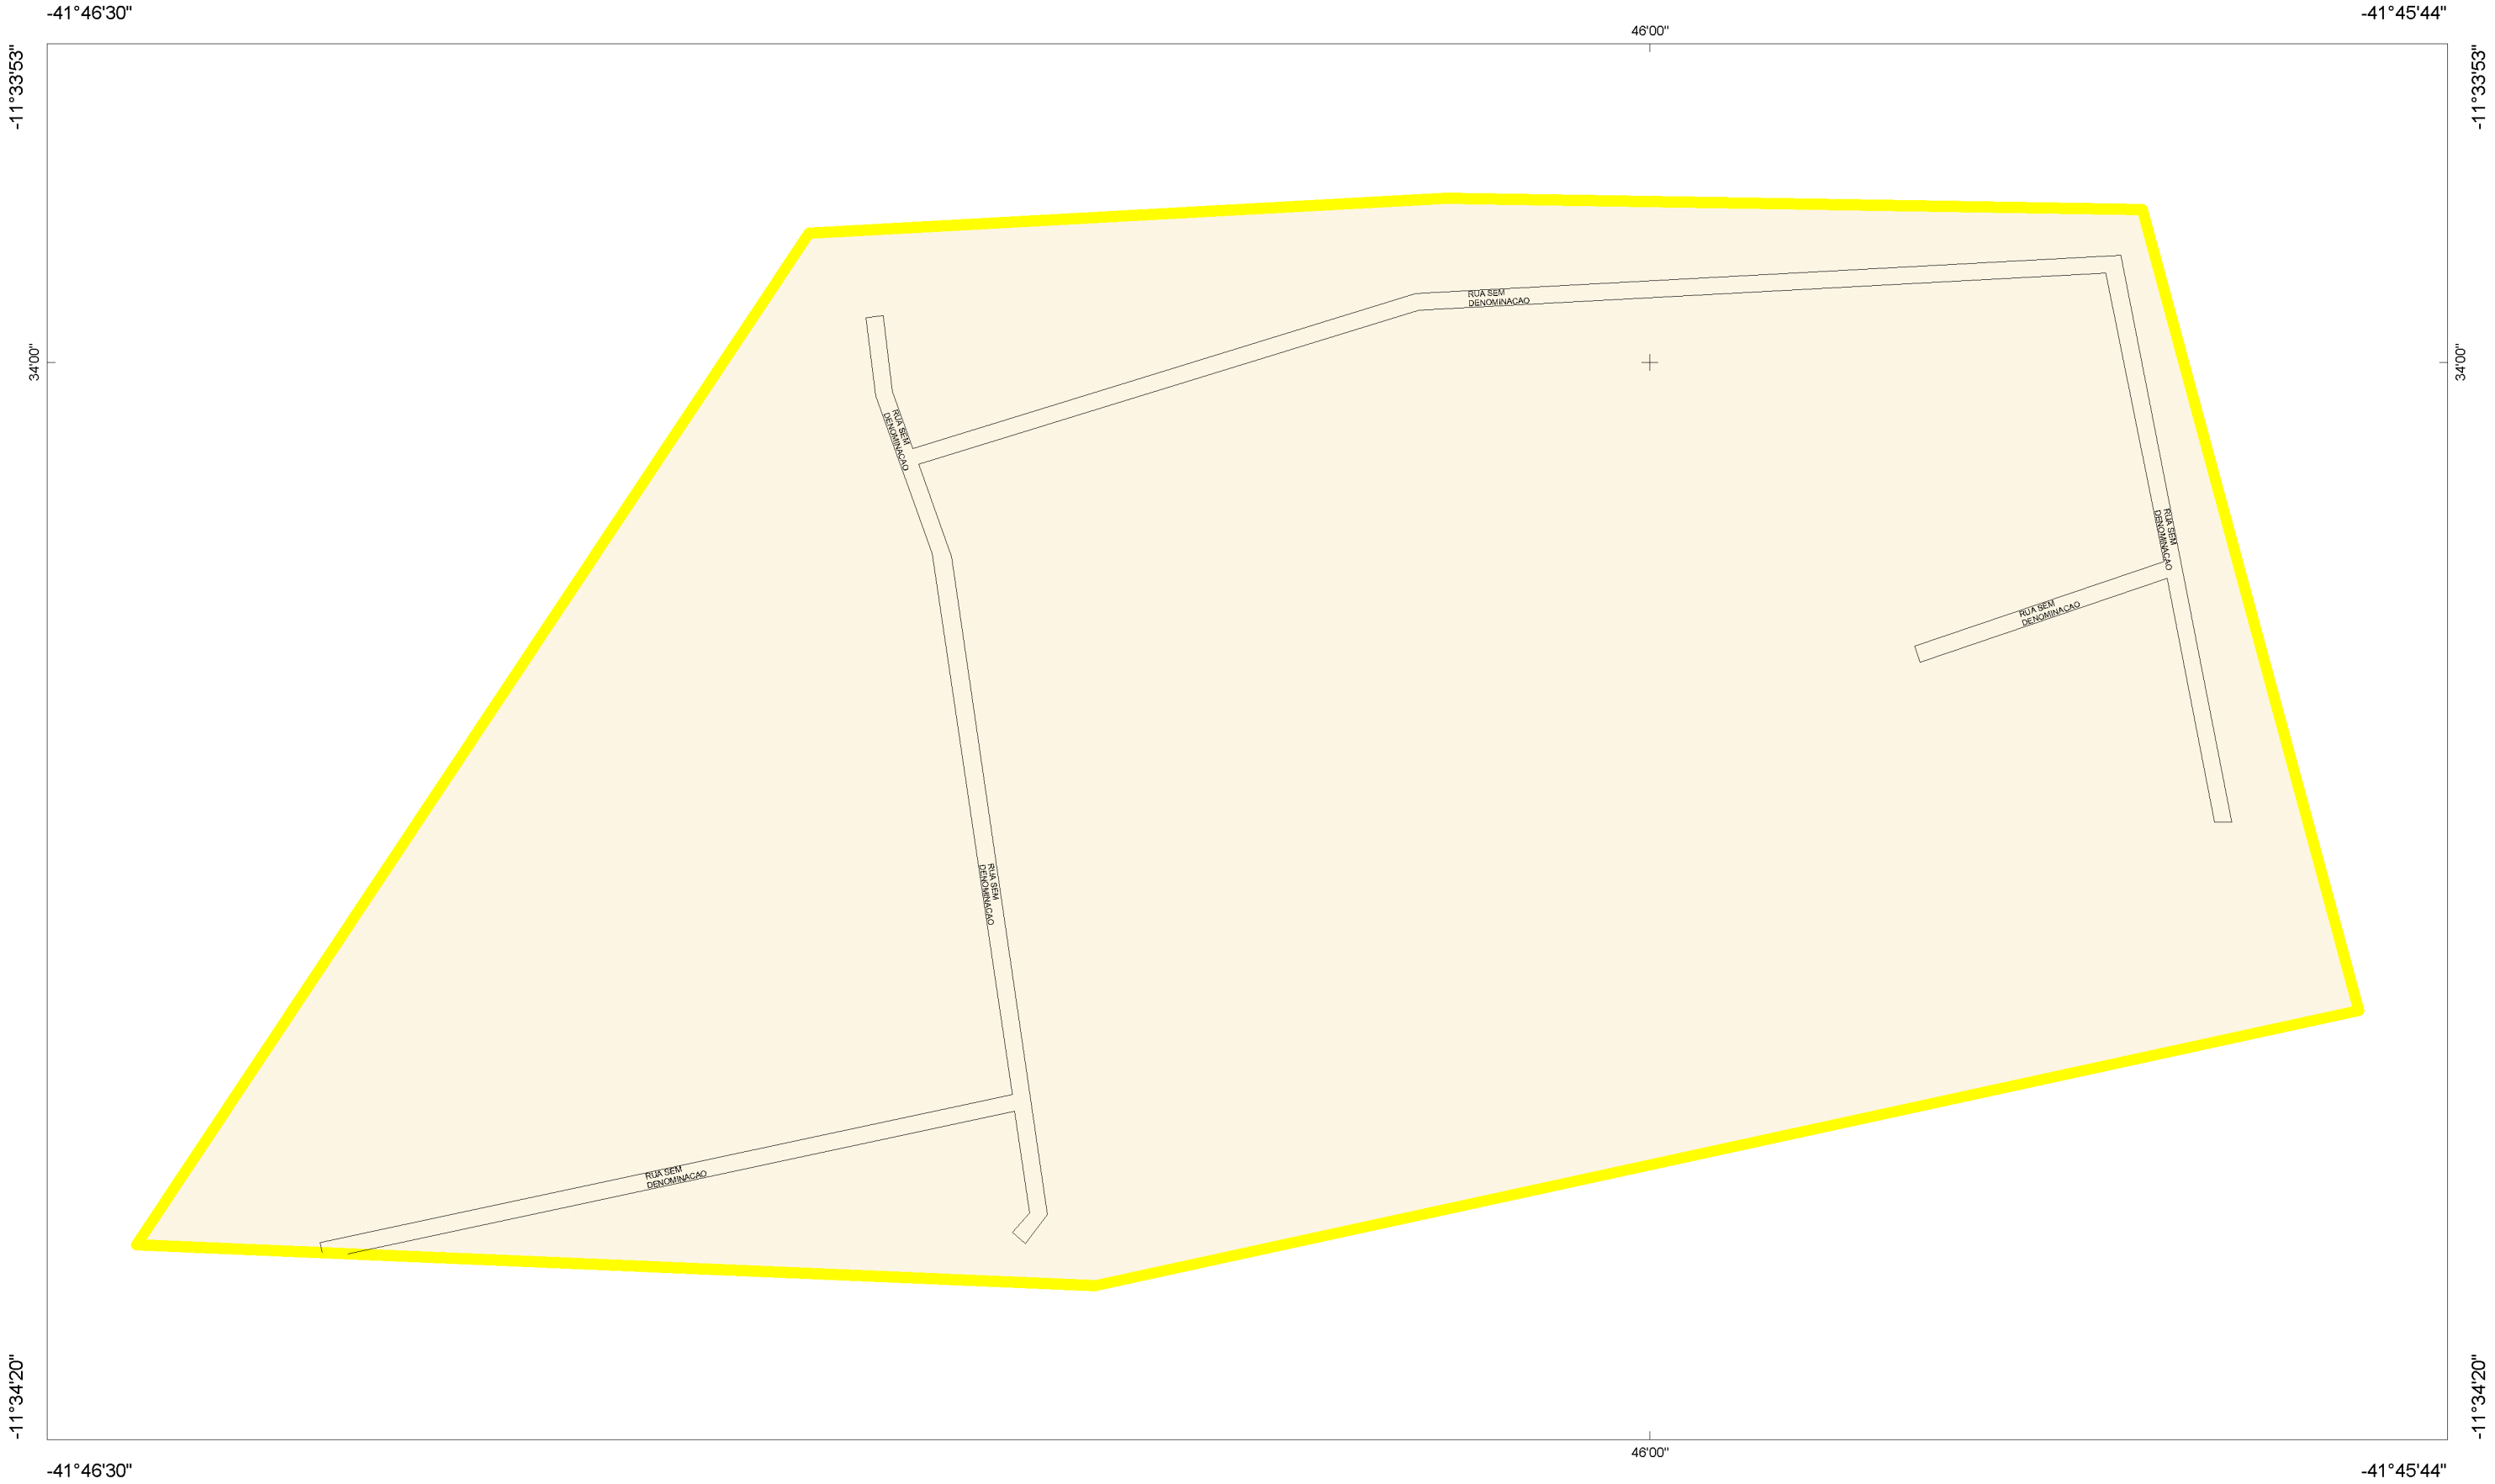 -41°46'30"
-41°45'44"
46'00"
-11°33'53"
-11°33'53"
RUA SEM
DENOMINACAO
34'00"
34'00"
RUA SEM
DENOMINACAO
RUA SEM
DENOMINACAO
RUA SEM
DENOMINACAO
RUA SEM
DENOMINACAO
RUA SEM
DENOMINACAO
-11°34'20"
-11°34'20"
46'00"
-41°46'30"
-41°45'44"